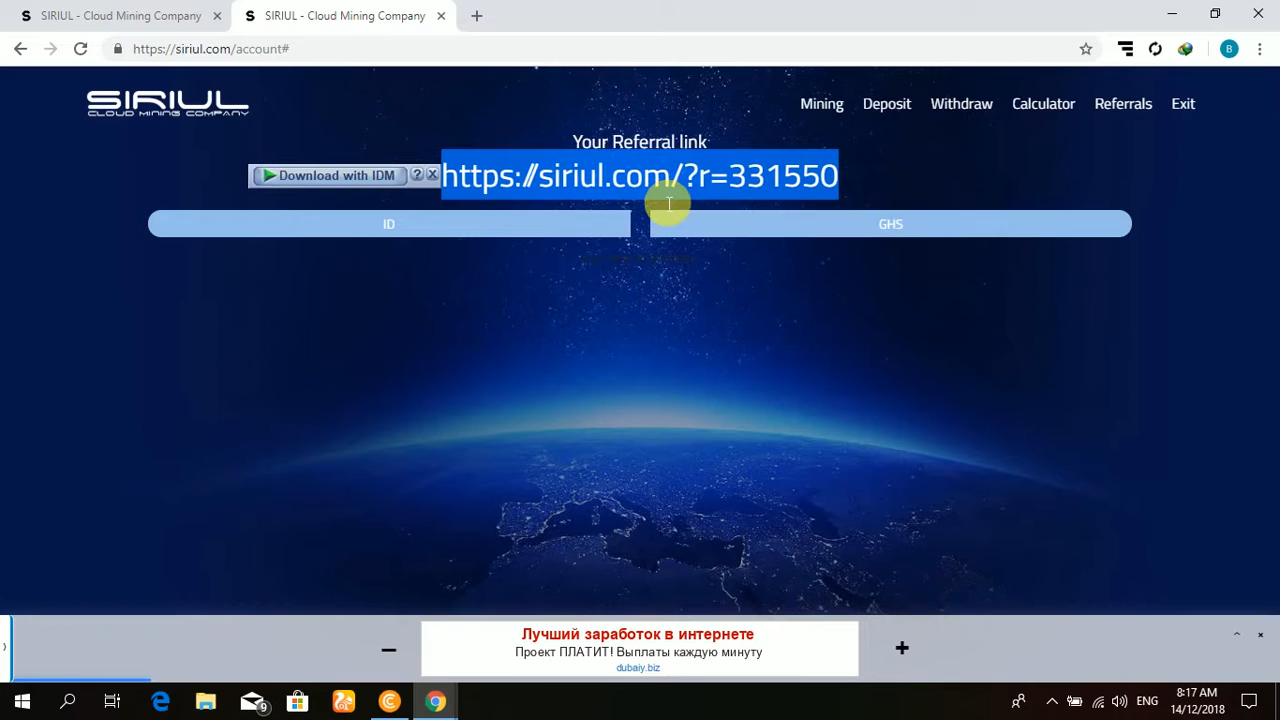 SIRIUL - Cloud Mining Company
SIRIUL - Cloud Mining Company
https://siriul.com/account#
B
SIRIUL
CLOUD MINING COMPANY
Mining Deposit Withdraw Calculator Referrals Exit
Your Referral link
Download with IDM
https://siriul.com/?r=331550
ID GHS
Лучший заработок в интернете
Проект ПЛАТИТ! Выплаты каждую минуту
dubaiy.biz
9
ENG
8:17 AM
14/12/2018